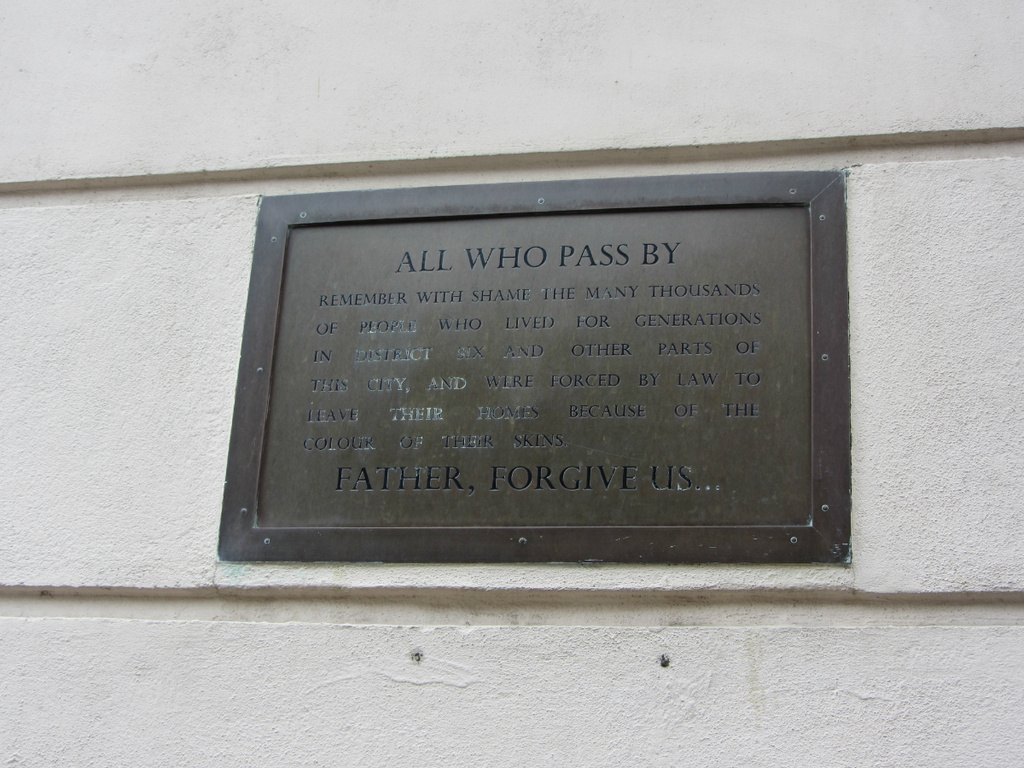 ALL WHO PASS BY
REMEMBER WITH SHAME THE MANY THOUSANDS
OF PEOPLE WHO LIVED FOR GENERATIONS
IN DISTRICT SIX AND OTHER PARTS OF
THIS CITY, AND WERE FORCED BY LAW TO
LEAVE THEIR HOMES BECAUSE OF THE
COLOUR OF THEIR SKINS.
FATHER, FORGIVE US...